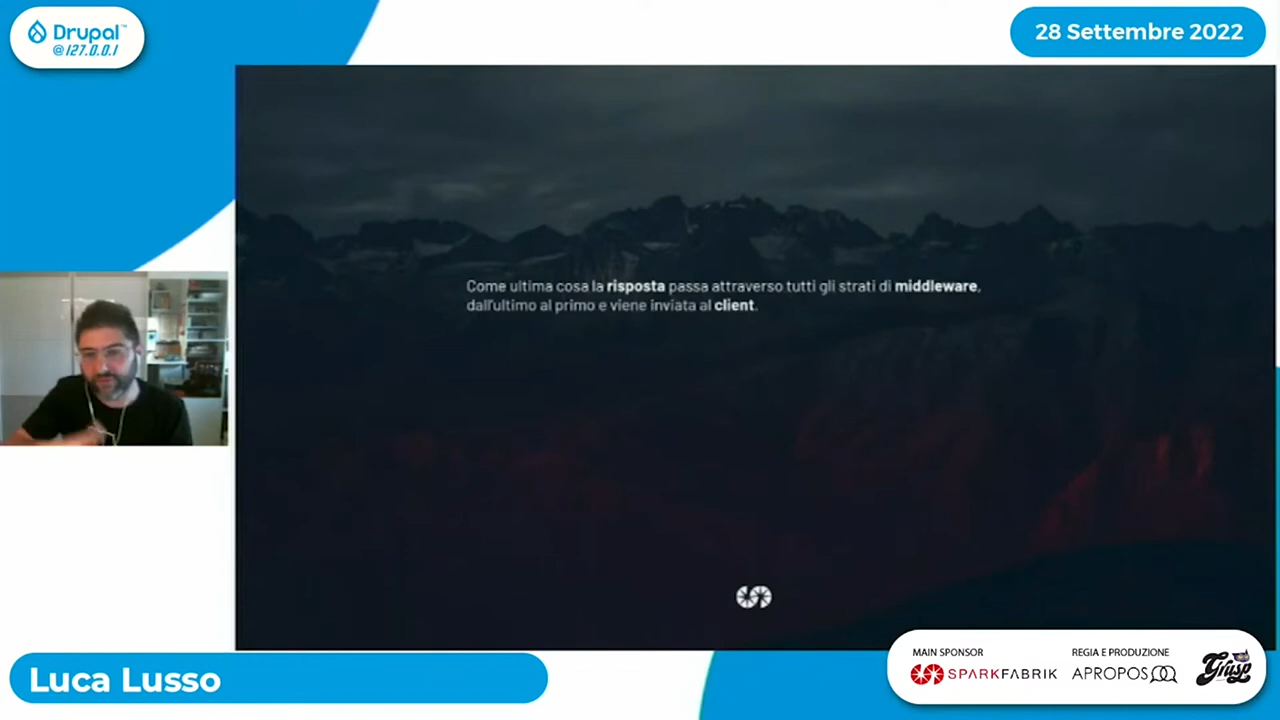 Drupal™
@127.0.0.1
28 Settembre 2022
Come ultima cosa la risposta passa attraverso tutti gli strati di middleware,
dall'ultimo al primo e viene inviata al client.
Luca Lusso
MAIN SPONSOR
SPARKFABRIK
REGIA E PRODUZIONE
APROPOS
Grusp